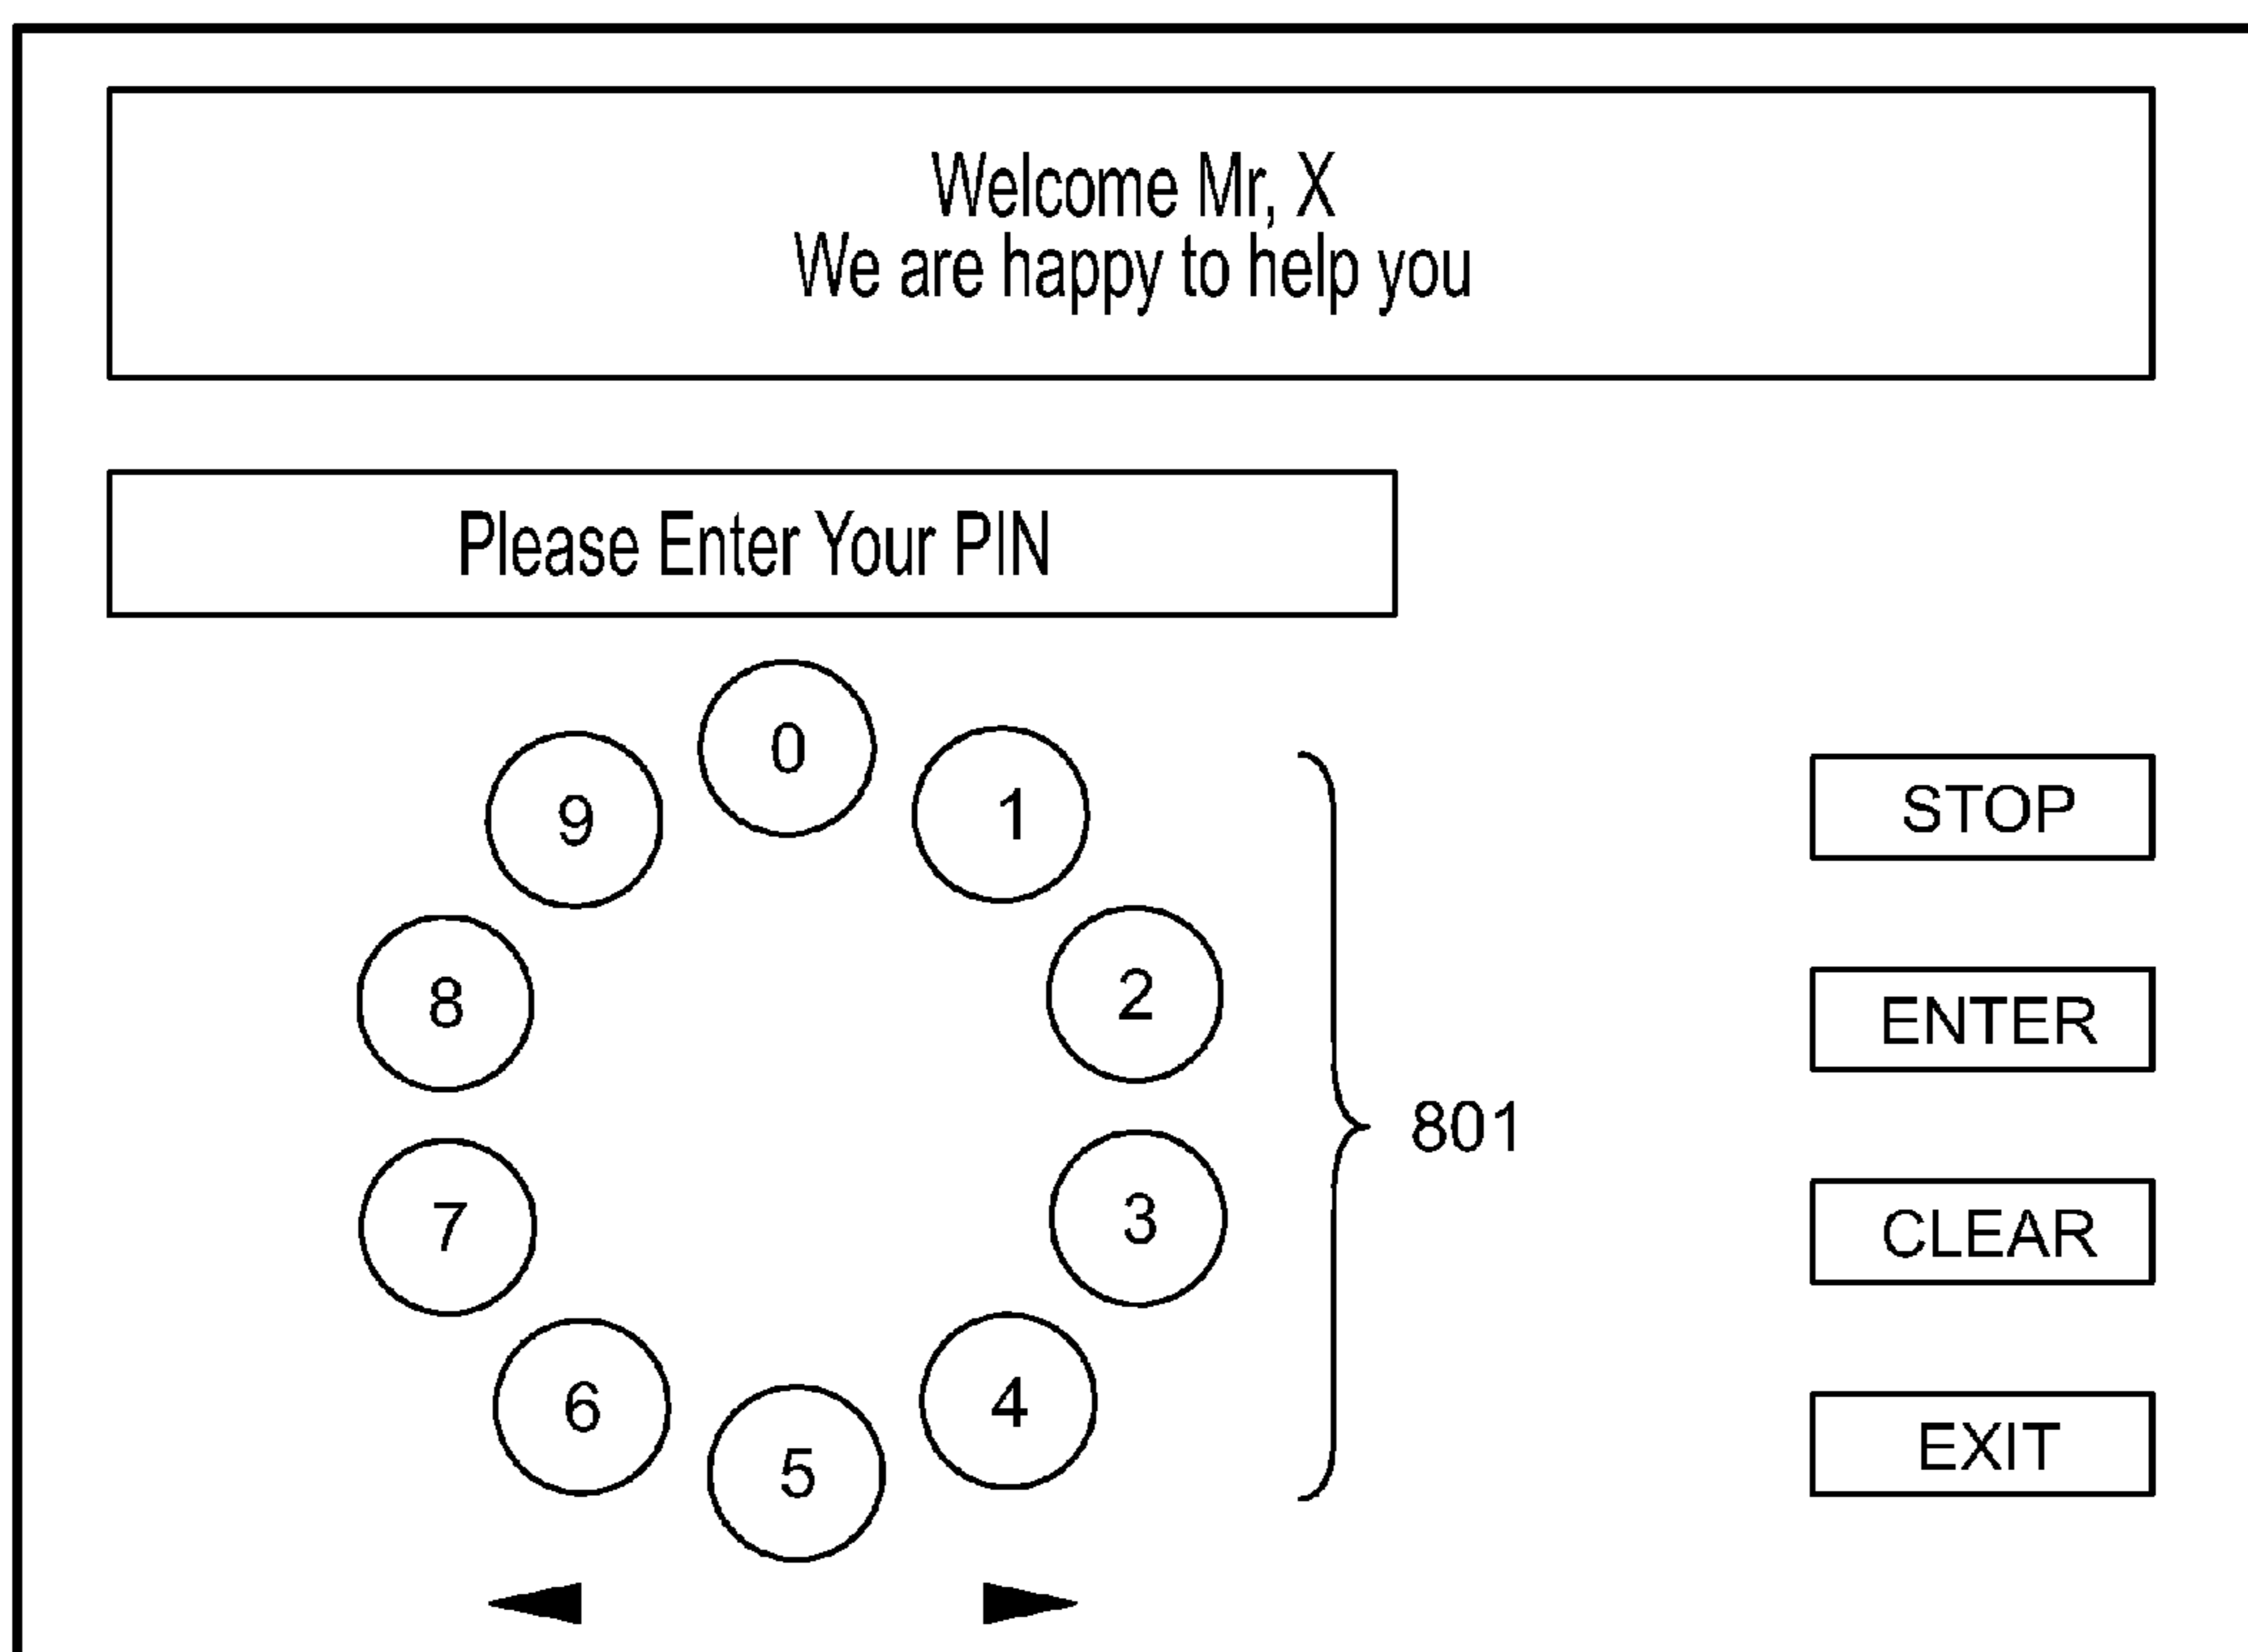 Welcome Mr, X
We are happy to help you
Please Enter Your PIN
0
1
2
3
4
5
6
7
8
9
801
STOP
ENTER
CLEAR
EXIT